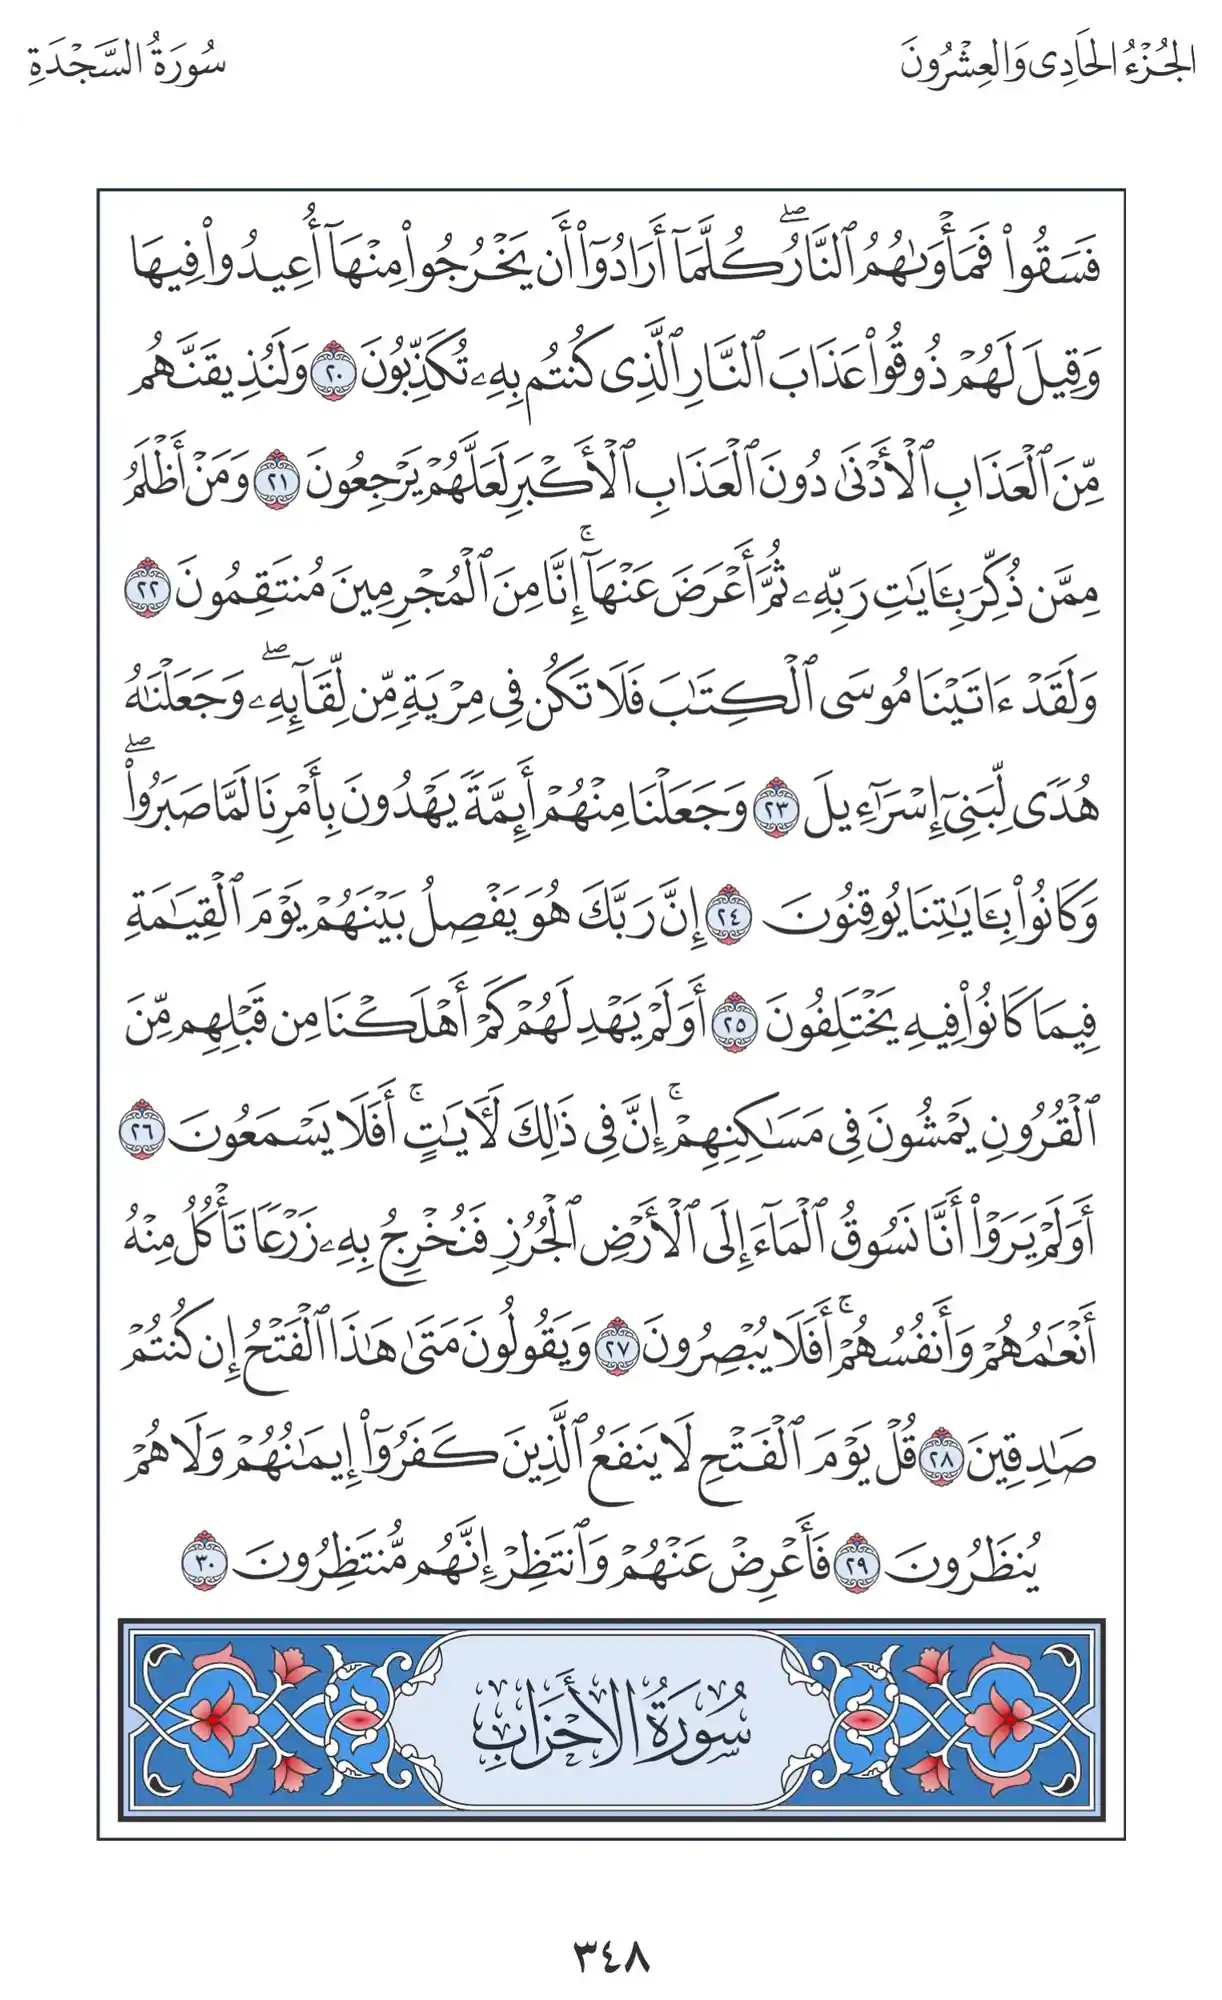 الجُزْءُ الحَادِى وَالعِشْرُونَ
سُورَةُ السَّجْدَةِ
فَسَقُوا۟ فَمَأْوَىٰهُمُ ٱلنَّارُ ۖ كُلَّمَآ أَرَادُوٓا۟ أَن يَخْرُجُوا۟ مِنْهَآ أُعِيدُوا۟ فِيهَا
وَقِيلَ لَهُمْ ذُوقُوا۟ عَذَابَ ٱلنَّارِ ٱلَّذِى كُنتُم بِهِۦ تُكَذِّبُونَ ٢٠ وَلَنُذِيقَنَّهُم
مِّنَ ٱلْعَذَابِ ٱلْأَدْنَىٰ دُونَ ٱلْعَذَابِ ٱلْأَكْبَرِ لَعَلَّهُمْ يَرْجِعُونَ ٢١ وَمَنْ أَظْلَمُ
مِمَّن ذُكِّرَ بِـَٔايَـٰتِ رَبِّهِۦ ثُمَّ أَعْرَضَ عَنْهَآ ۚ إِنَّا مِنَ ٱلْمُجْرِمِينَ مُنتَقِمُونَ ٢٢
وَلَقَدْ ءَاتَيْنَا مُوسَى ٱلْكِتَـٰبَ فَلَا تَكُن فِى مِرْيَةٍ مِّن لِّقَآئِهِۦ ۖ وَجَعَلْنَـٰهُ
هُدًى لِّبَنِىٓ إِسْرَٰٓءِيلَ ٢٣ وَجَعَلْنَا مِنْهُمْ أَئِمَّةً يَهْدُونَ بِأَمْرِنَا لَمَّا صَبَرُوا۟ ۖ
وَكَانُوا۟ بِـَٔايَـٰتِنَا يُوقِنُونَ ٢٤ إِنَّ رَبَّكَ هُوَ يَفْصِلُ بَيْنَهُمْ يَوْمَ ٱلْقِيَـٰمَةِ
فِيمَا كَانُوا۟ فِيهِ يَخْتَلِفُونَ ٢٥ أَوَلَمْ يَهْدِ لَهُمْ كَمْ أَهْلَكْنَا مِن قَبْلِهِم مِّنَ
ٱلْقُرُونِ يَمْشُونَ فِى مَسَـٰكِنِهِمْ ۚ إِنَّ فِى ذَٰلِكَ لَـَٔايَـٰتٍ ۚ أَفَلَا يَسْمَعُونَ ٢٦
أَوَلَمْ يَرَوْا۟ أَنَّا نَسُوقُ ٱلْمَآءَ إِلَى ٱلْأَرْضِ ٱلْجُرُزِ فَنُخْرِجُ بِهِۦ زَرْعًا تَأْكُلُ مِنْهُ
أَنْعَـٰمُهُمْ وَأَنفُسُهُمْ ۚ أَفَلَا يُبْصِرُونَ ٢٧ وَيَقُولُونَ مَتَىٰ هَـٰذَا ٱلْفَتْحُ إِن كُنتُمْ
صَـٰدِقِينَ ٢٨ قُلْ يَوْمَ ٱلْفَتْحِ لَا يَنفَعُ ٱلَّذِينَ كَفَرُوٓا۟ إِيمَـٰنُهُمْ وَلَا هُمْ
يُنظَرُونَ ٢٩ فَأَعْرِضْ عَنْهُمْ وَٱنتَظِرْ إِنَّهُم مُّنتَظِرُونَ ٣٠
سُورَةُ الأَحْزَابِ
٣٤٨